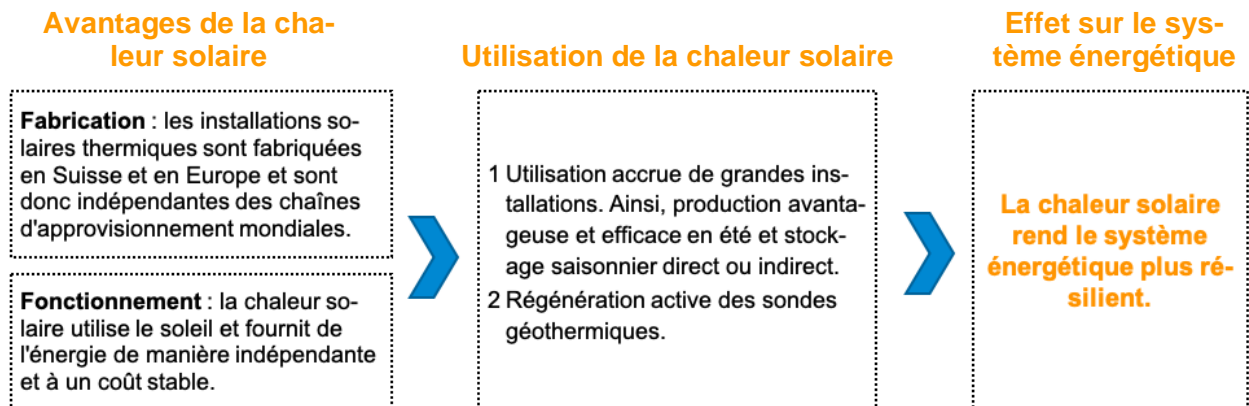 Avantages de la cha-
leur solaire
Utilisation de la chaleur solaire
Effet sur le sys-
tème énergétique
Fabrication : les installations so-
laires thermiques sont fabriquées
en Suisse et en Europe et sont
donc indépendantes des chaînes
d'approvisionnement mondiales.
Fonctionnement : la chaleur so-
laire utilise le soleil et fournit de
l'énergie de manière indépendante
et à un coût stable.
1 Utilisation accrue de grandes ins-
tallations. Ainsi, production avanta-
geuse et efficace en été et stock-
age saisonnier direct ou indirect.
2 Régénération active des sondes
géothermiques.
La chaleur solaire
rend le système
énergétique plus ré-
silient.